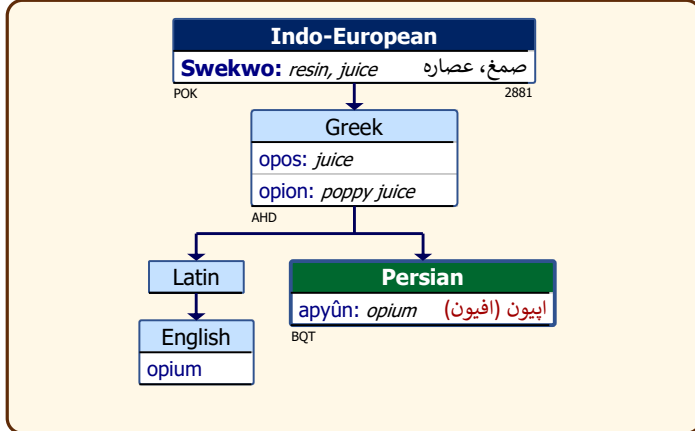 Indo-European
Swekwo: resin, juice صمغ، عصاره
POK 2881
Greek
opos: juice
opion: poppy juice
AHD
Latin
Persian
apyûn: opium اپیون (افیون)
BQT
English
opium